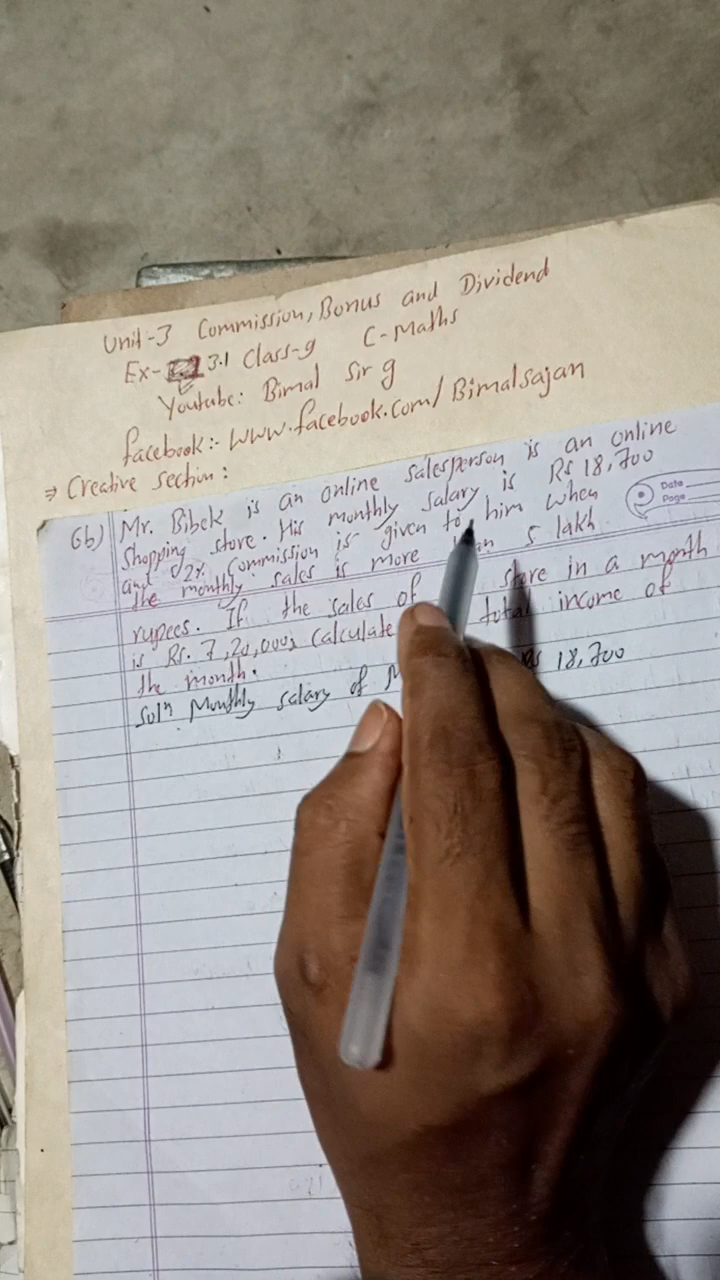 Unit-3 Commission, Bonus and Dividend
Ex- 3.1 Class-9 C-Maths
Youtube: Bimal Sir g
facebook:- www.facebook.com/Bimalsajan
⇒ Creative section:
6b) Mr. Bibek is an online salesperson is an online
shopping store. His monthly salary is Rs 18,700
and 2% commission is given to him when
the monthly sales is more 5 lakh.
rupees. If the sales of store in a month
is Rs. 7,20,000, calculate total income of
the month.
Solⁿ Monthly salary of Rs 18,700
Date
Page